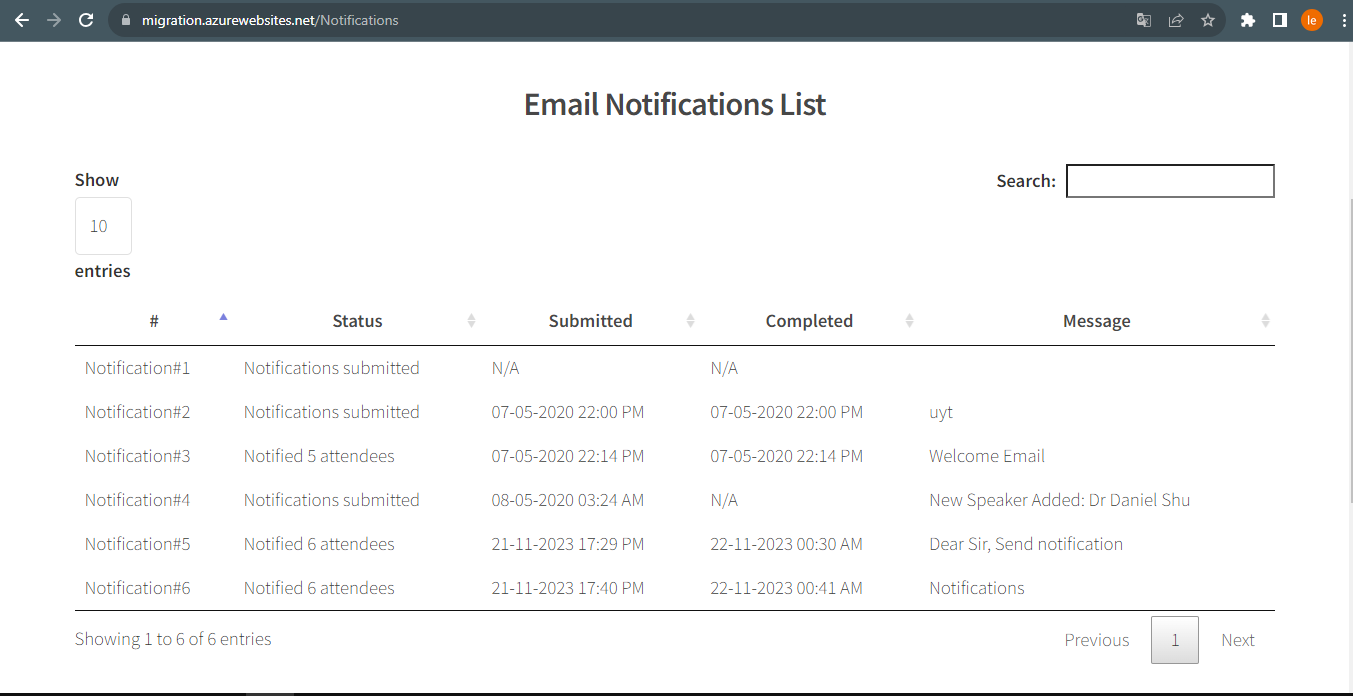 migration.azurewebsites.net/Notifications
le
Email Notifications List
Show
Search:
10
entries
# Status Submitted Completed Message
Notification#1 Notifications submitted N/A N/A
Notification#2 Notifications submitted 07-05-2020 22:00 PM 07-05-2020 22:00 PM uyt
Notification#3 Notified 5 attendees 07-05-2020 22:14 PM 07-05-2020 22:14 PM Welcome Email
Notification#4 Notifications submitted 08-05-2020 03:24 AM N/A New Speaker Added: Dr Daniel Shu
Notification#5 Notified 6 attendees 21-11-2023 17:29 PM 22-11-2023 00:30 AM Dear Sir, Send notification
Notification#6 Notified 6 attendees 21-11-2023 17:40 PM 22-11-2023 00:41 AM Notifications
Showing 1 to 6 of 6 entries
Previous 1 Next